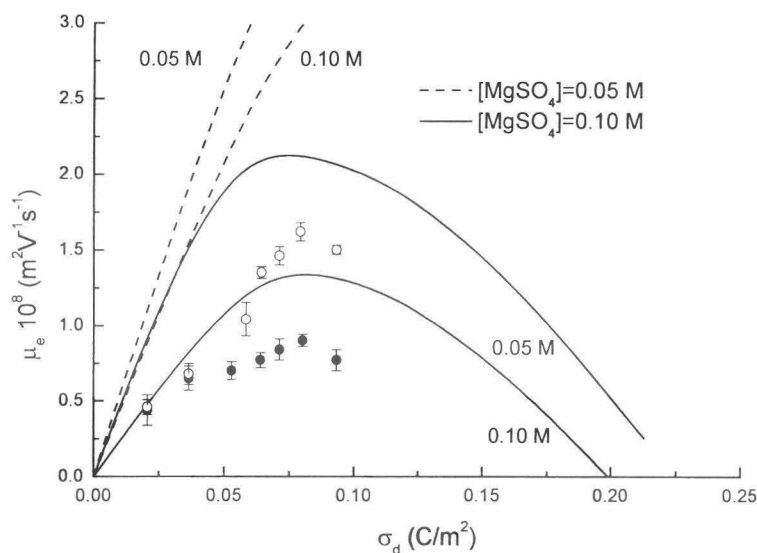 3.0
2.5
2.0
1.5
1.0
0.5
0.0
μe 10^8 (m^2V^-1s^-1)
0.05 M
0.10 M
[MgSO4]=0.05 M
[MgSO4]=0.10 M
0.05 M
0.10 M
0.00 0.05 0.10 0.15 0.20 0.25
σd (C/m^2)